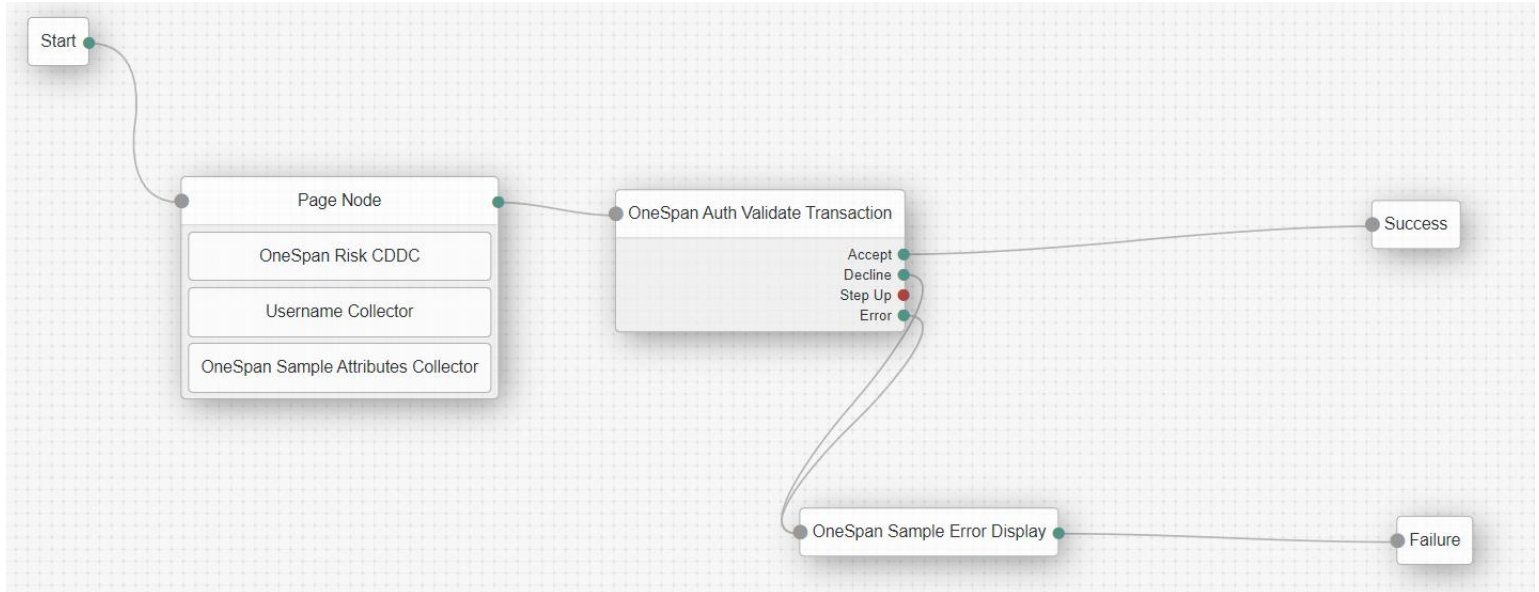 Start
Page Node
OneSpan Risk CDDC
Username Collector
OneSpan Sample Attributes Collector
OneSpan Auth Validate Transaction
Accept
Decline
Step Up
Error
Success
OneSpan Sample Error Display
Failure